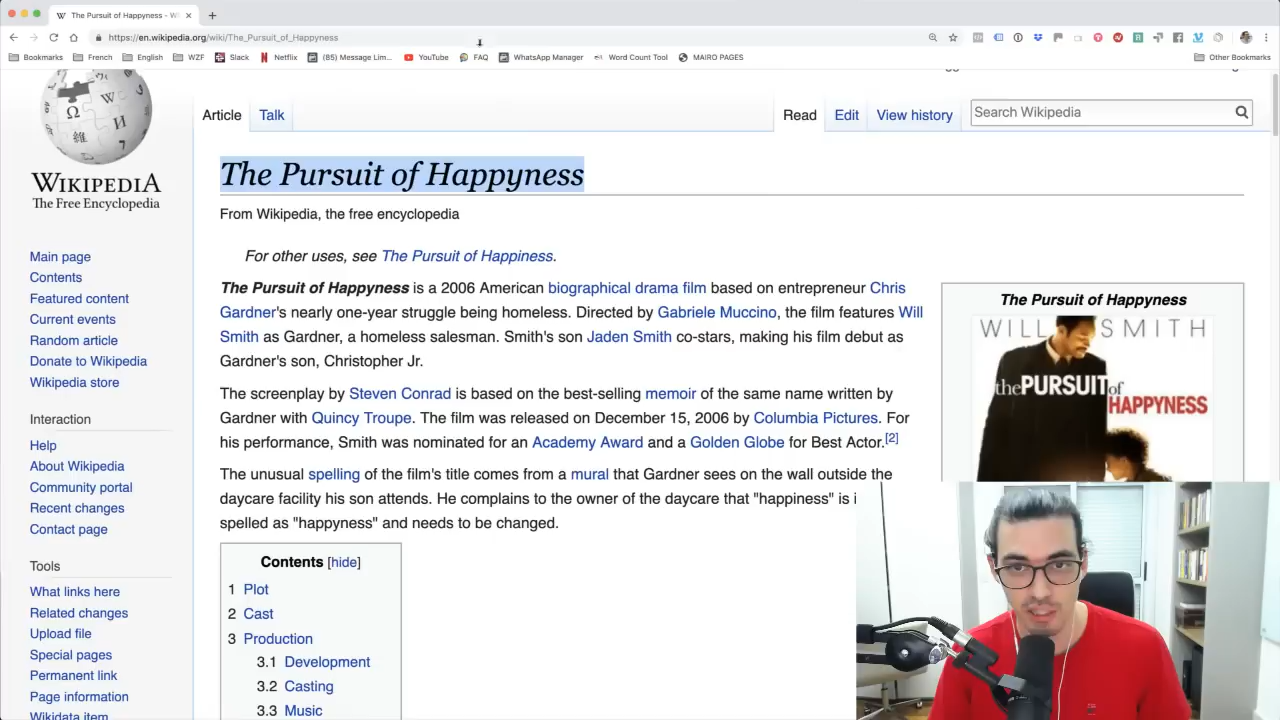 The Pursuit of Happyness - Wi
https://en.wikipedia.org/wiki/The_Pursuit_of_Happyness
Bookmarks French English WZF Slack Netflix (85) Message Lim... YouTube FAQ WhatsApp Manager Word Count Tool MAIRO PAGES Other Bookmarks
Article Talk Read Edit View history Search Wikipedia
WIKIPEDIA
The Free Encyclopedia
Main page
Contents
Featured content
Current events
Random article
Donate to Wikipedia
Wikipedia store
Interaction
Help
About Wikipedia
Community portal
Recent changes
Contact page
Tools
What links here
Related changes
Upload file
Special pages
Permanent link
Page information
Wikidata item
The Pursuit of Happyness
From Wikipedia, the free encyclopedia
For other uses, see The Pursuit of Happiness.
The Pursuit of Happyness is a 2006 American biographical drama film based on entrepreneur Chris
Gardner's nearly one-year struggle being homeless. Directed by Gabriele Muccino, the film features Will
Smith as Gardner, a homeless salesman. Smith's son Jaden Smith co-stars, making his film debut as
Gardner's son, Christopher Jr.
The screenplay by Steven Conrad is based on the best-selling memoir of the same name written by
Gardner with Quincy Troupe. The film was released on December 15, 2006 by Columbia Pictures. For
his performance, Smith was nominated for an Academy Award and a Golden Globe for Best Actor.[2]
The unusual spelling of the film's title comes from a mural that Gardner sees on the wall outside the
daycare facility his son attends. He complains to the owner of the daycare that "happiness" is i
spelled as "happyness" and needs to be changed.
Contents [hide]
1 Plot
2 Cast
3 Production
3.1 Development
3.2 Casting
3.3 Music
The Pursuit of Happyness
WILL SMITH
the PURSUIT of
HAPPYNESS